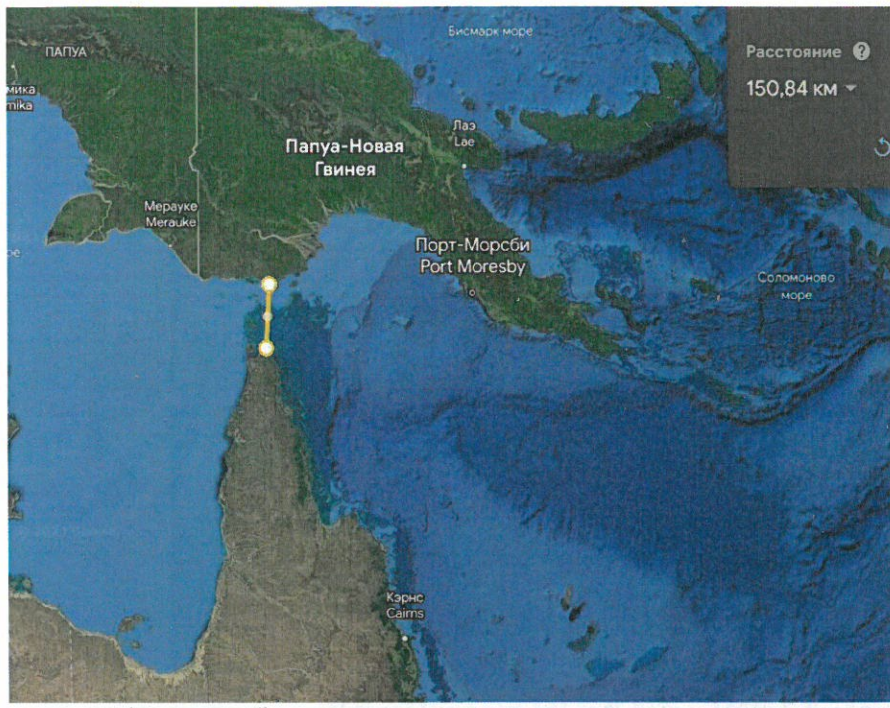 ПАПУА
Бисмарк море
Расстояние
150,84 км
мика
mika
Лаэ
Lae
Папуа-Новая
Гвинея
Мерауке
Merauke
ре
Порт-Морсби
Port Moresby
Соломоново
море
Кэрнс
Cairns